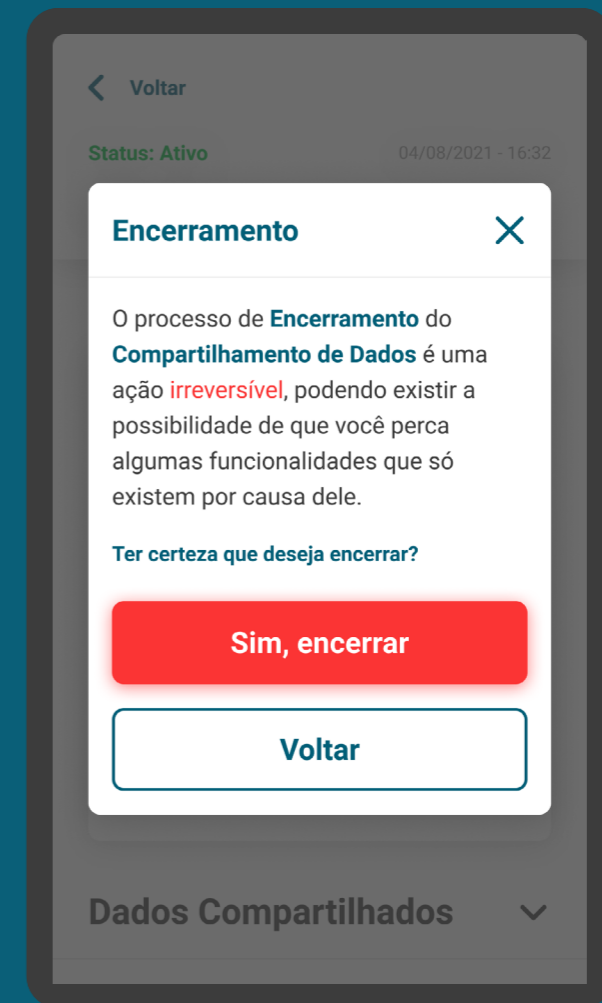 Voltar
Status: Ativo 04/08/2021 - 16:32
Encerramento
O processo de Encerramento do
Compartilhamento de Dados é uma
ação irreversível, podendo existir a
possibilidade de que você perca
algumas funcionalidades que só
existem por causa dele.
Ter certeza que deseja encerrar?
Sim, encerrar
Voltar
Dados Compartilhados